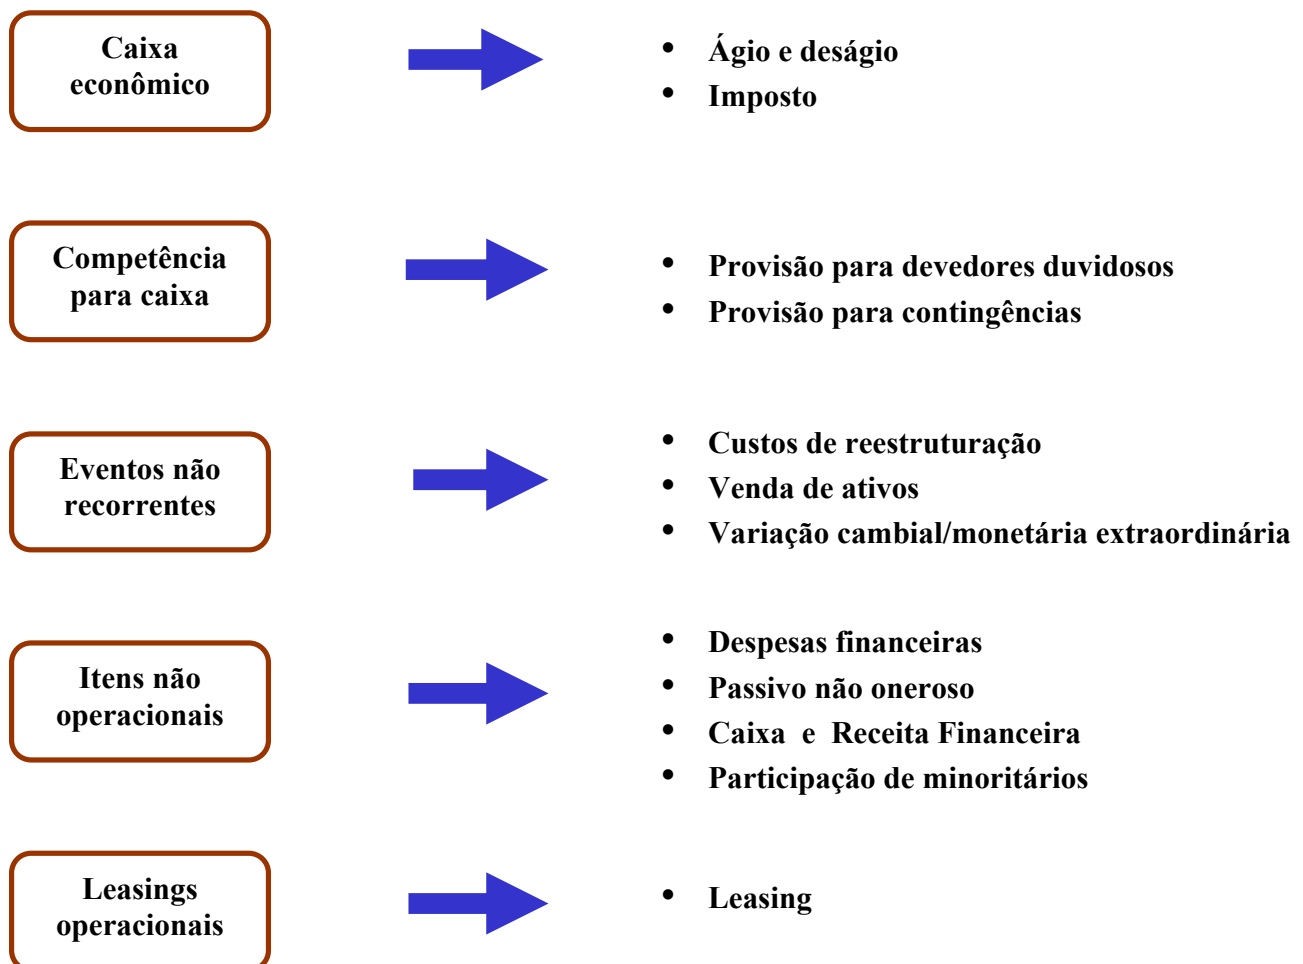 Caixa
econômico
• Ágio e deságio
• Imposto
Competência
para caixa
• Provisão para devedores duvidosos
• Provisão para contingências
Eventos não
recorrentes
• Custos de reestruturação
• Venda de ativos
• Variação cambial/monetária extraordinária
Itens não
operacionais
• Despesas financeiras
• Passivo não oneroso
• Caixa e Receita Financeira
• Participação de minoritários
Leasings
operacionais
• Leasing